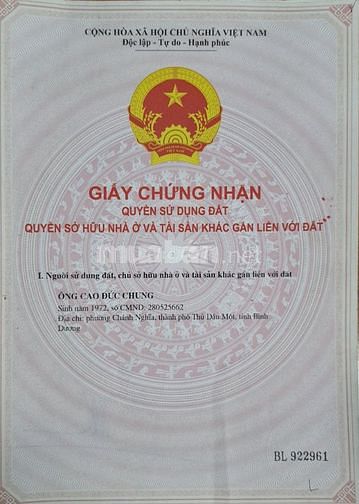 CỘNG HÒA XÃ HỘI CHỦ NGHĨA VIỆT NAM
Độc lập - Tự do - Hạnh phúc
GIẤY CHỨNG NHẬN
QUYỀN SỬ DỤNG ĐẤT
QUYỀN SỞ HỮU NHÀ Ở VÀ TÀI SẢN KHÁC GẮN LIỀN VỚI ĐẤT
muaban.net
I. Người sử dụng đất, chủ sở hữu nhà ở và tài sản khác gắn liền với đất
ÔNG CAO ĐỨC CHUNG
Sinh năm 1972, số CMND: 280525662
Địa chỉ: phường Chánh Nghĩa, thành phố Thủ Dầu Một, tỉnh Bình
Dương
BL 922961